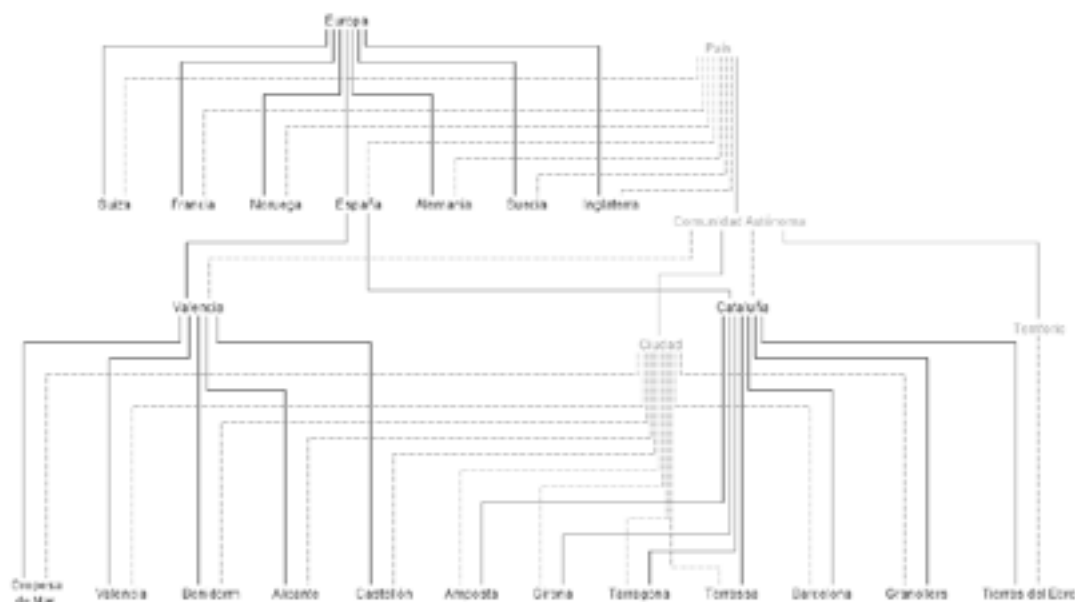 Europa
País
Suiza Francia Noruega España Alemania Suecia Inglaterra
Comunidad Autónoma
Valencia Cataluña
Territorio
Ciudad
Oropesa
de Mar Valencia Benidorm Alicante Castellón Amposta Girona Tarragona Terrassa Barcelona Granollers Tierras del Ebro